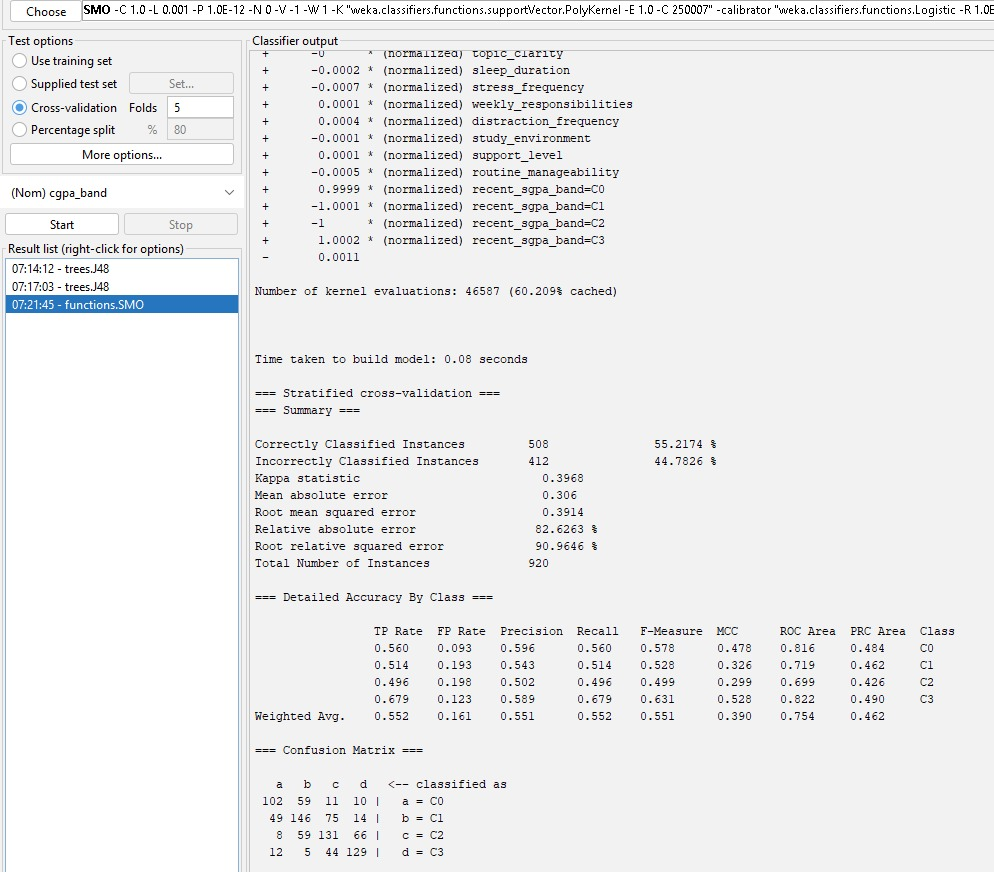 Choose SMO -C 1.0 -L 0.001 -P 1.0E-12 -N 0 -V -1 -W 1 -K "weka.classifiers.functions.supportVector.PolyKernel -E 1.0 -C 250007" -calibrator "weka.classifiers.functions.Logistic -R 1.0E
Test options
Use training set
Supplied test set Set...
Cross-validation Folds 5
Percentage split % 80
More options...
(Nom) cgpa_band
Start Stop
Result list (right-click for options)
07:14:12 - trees.J48
07:17:03 - trees.J48
07:21:45 - functions.SMO
Classifier output
+ -0 * (normalized) topic_clarity
+ -0.0002 * (normalized) sleep_duration
+ -0.0007 * (normalized) stress_frequency
+ 0.0001 * (normalized) weekly_responsibilities
+ 0.0004 * (normalized) distraction_frequency
+ -0.0001 * (normalized) study_environment
+ 0.0001 * (normalized) support_level
+ -0.0005 * (normalized) routine_manageability
+ 0.9999 * (normalized) recent_sgpa_band=C0
+ -1.0001 * (normalized) recent_sgpa_band=C1
+ -1 * (normalized) recent_sgpa_band=C2
+ 1.0002 * (normalized) recent_sgpa_band=C3
- 0.0011
Number of kernel evaluations: 46587 (60.209% cached)
Time taken to build model: 0.08 seconds
=== Stratified cross-validation ===
=== Summary ===
Correctly Classified Instances 508 55.2174 %
Incorrectly Classified Instances 412 44.7826 %
Kappa statistic 0.3968
Mean absolute error 0.306
Root mean squared error 0.3914
Relative absolute error 82.6263 %
Root relative squared error 90.9646 %
Total Number of Instances 920
=== Detailed Accuracy By Class ===
TP Rate FP Rate Precision Recall F-Measure MCC ROC Area PRC Area Class
0.560 0.093 0.596 0.560 0.578 0.478 0.816 0.484 C0
0.514 0.193 0.543 0.514 0.528 0.326 0.719 0.462 C1
0.496 0.198 0.502 0.496 0.499 0.299 0.699 0.426 C2
0.679 0.123 0.589 0.679 0.631 0.528 0.822 0.490 C3
Weighted Avg. 0.552 0.161 0.551 0.552 0.551 0.390 0.754 0.462
=== Confusion Matrix ===
a b c d <-- classified as
102 59 11 10 | a = C0
49 146 75 14 | b = C1
8 59 131 66 | c = C2
12 5 44 129 | d = C3